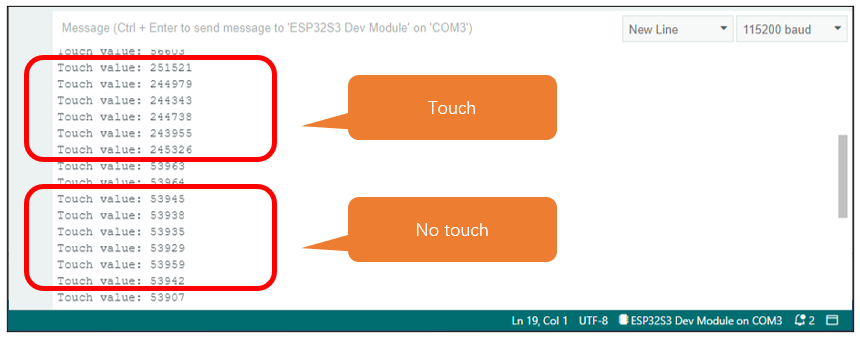 Message (Ctrl + Enter to send message to 'ESP32S3 Dev Module' on 'COM3')
New Line
115200 baud
Touch value: 56603
Touch value: 251521
Touch value: 244979
Touch value: 244343
Touch value: 244738
Touch value: 243955
Touch value: 245326
Touch value: 53963
Touch value: 53964
Touch value: 53945
Touch value: 53938
Touch value: 53935
Touch value: 53929
Touch value: 53959
Touch value: 53942
Touch value: 53907
Touch
No touch
Ln 19, Col 1 UTF-8 ESP32S3 Dev Module on COM3 2